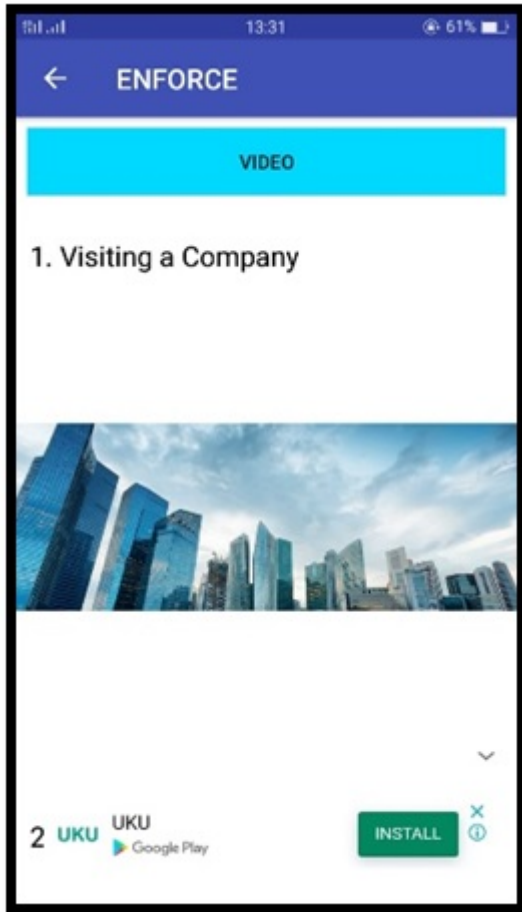 13:31 61%
ENFORCE
VIDEO
1. Visiting a Company
2 UKU UKU INSTALL
Google Play